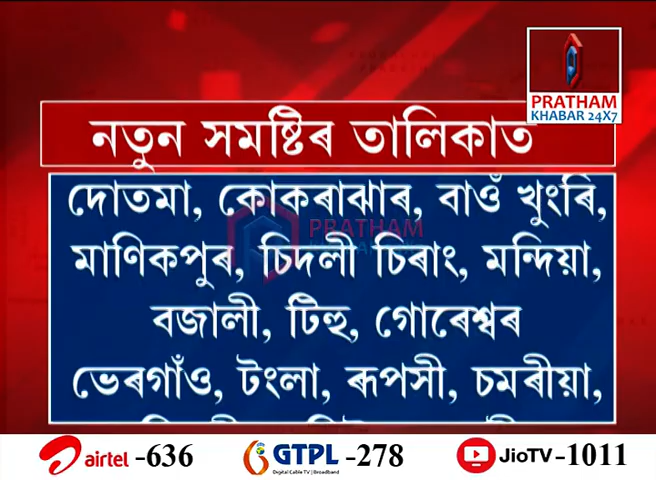 PRATHAM
KHABAR 24X7
নতুন সমষ্টিৰ তালিকাত
দোতমা, কোকৰাঝাৰ, বাওঁ খুংৰি,
PRATHAM
মাণিকপুৰ, চিদলী চিৰাং, মন্দিয়া,
বজালী, টিহু, গোৰেশ্বৰ
ভেৰগাঁও, টংলা, ৰূপসী, চমৰীয়া,
airtel -636
GTPL -278
Digital Cable TV | Broadband
JioTV -1011